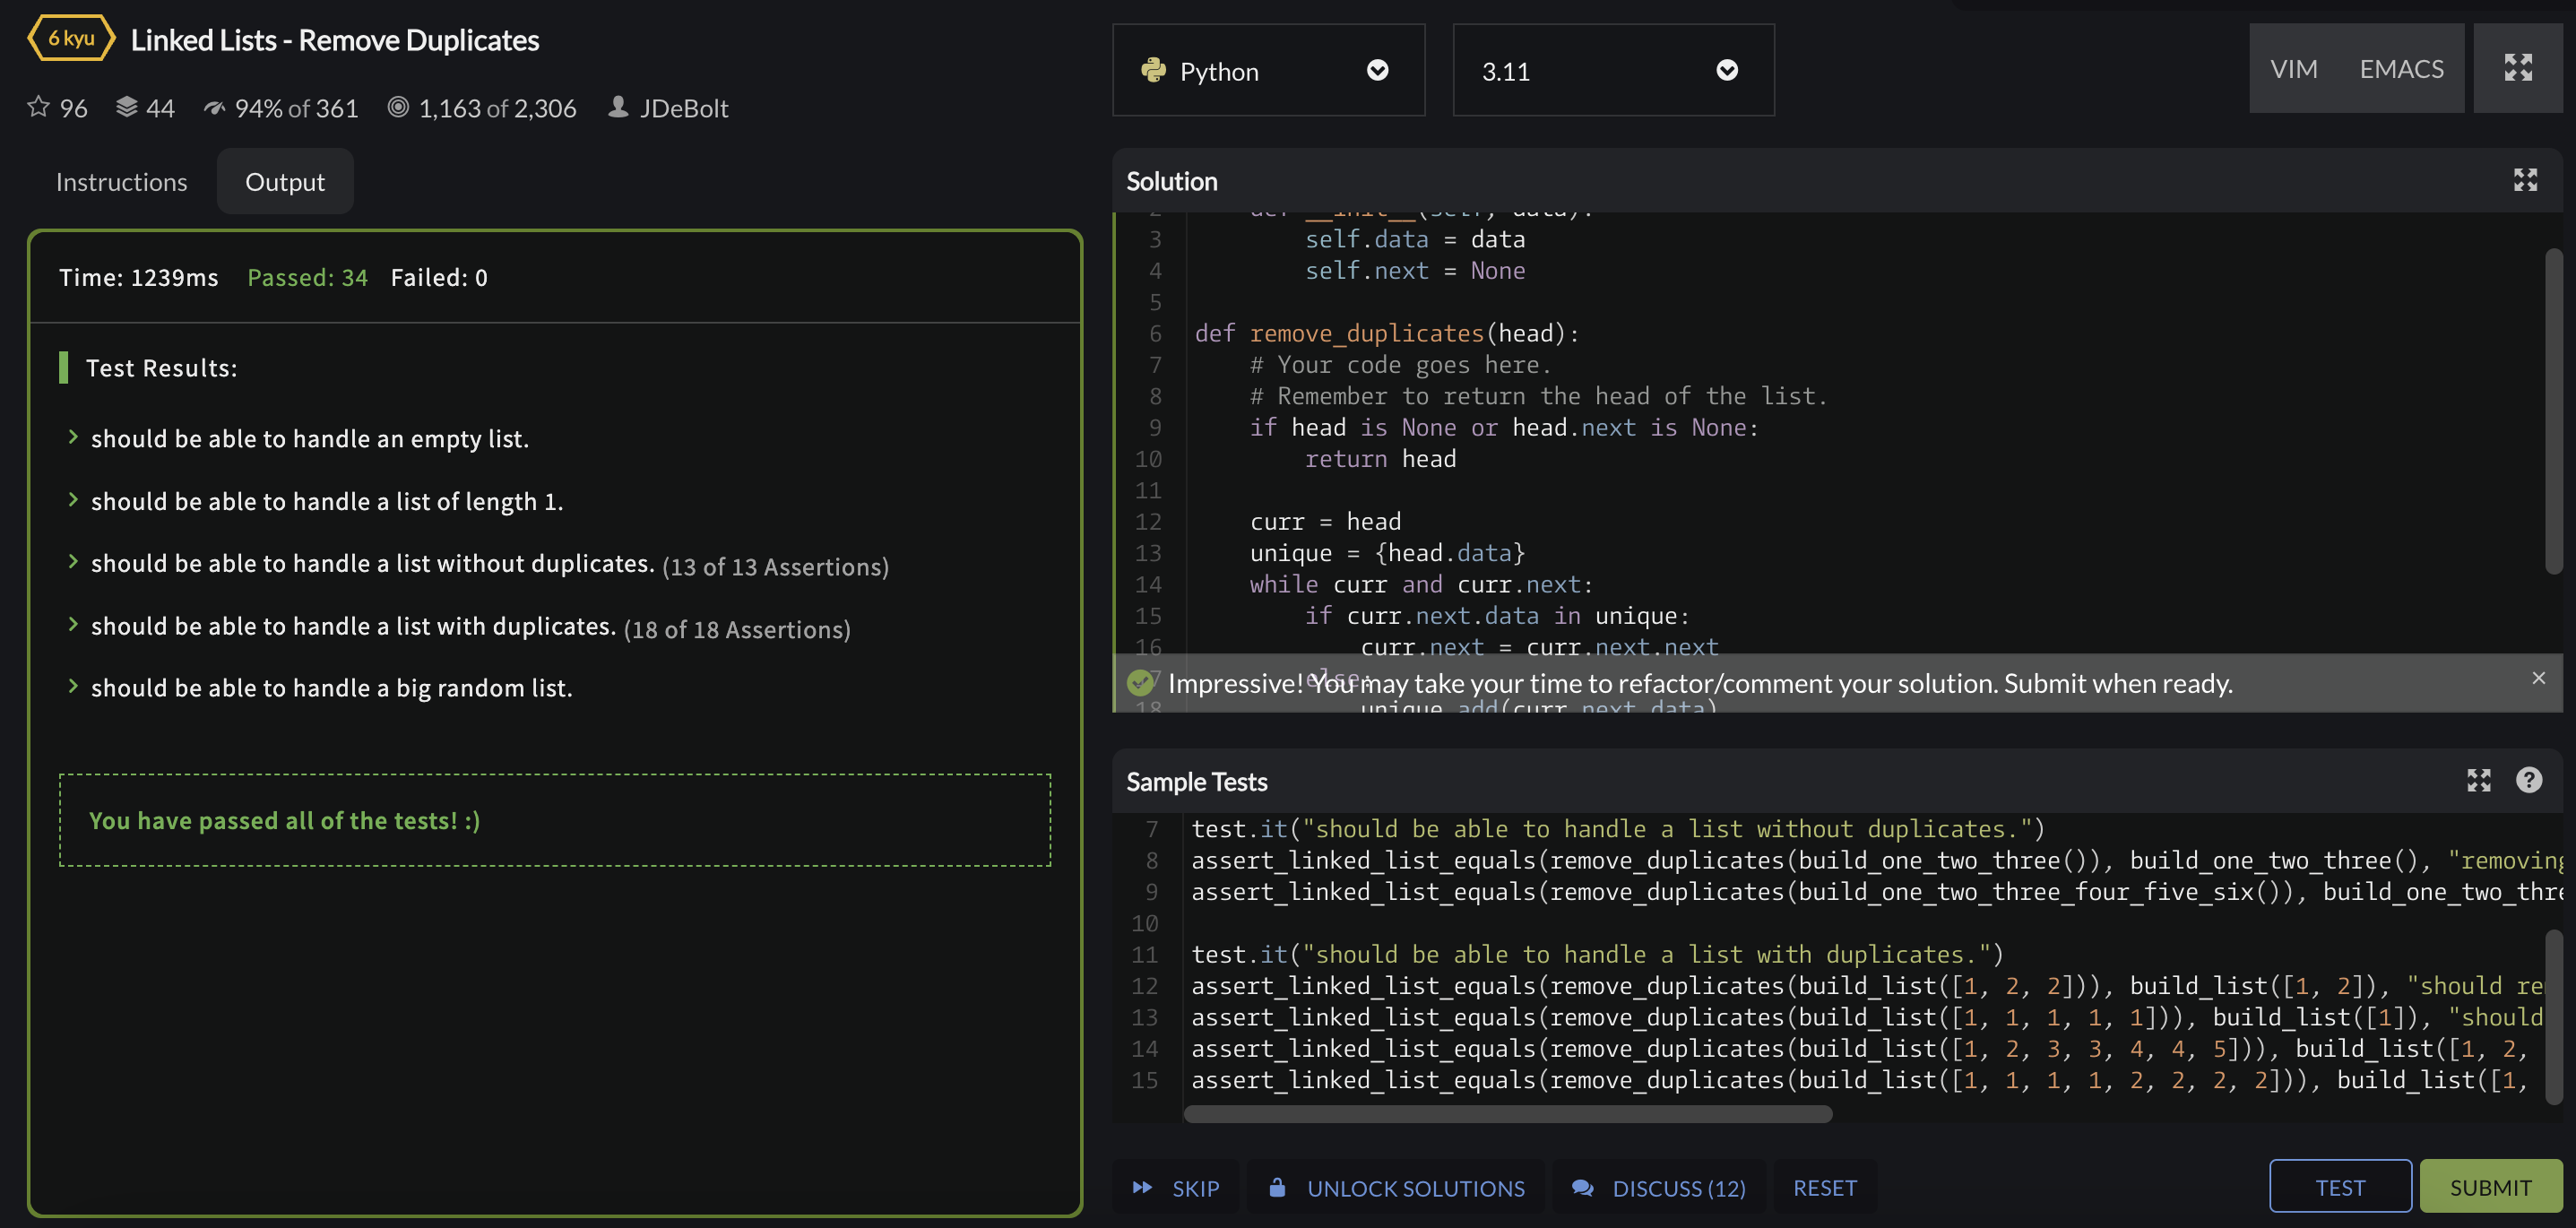 6 kyu
Linked Lists - Remove Duplicates
96 44 94% of 361 1,163 of 2,306 JDeBolt
Instructions Output
Time: 1239ms Passed: 34 Failed: 0
Test Results:
should be able to handle an empty list.
should be able to handle a list of length 1.
should be able to handle a list without duplicates. (13 of 13 Assertions)
should be able to handle a list with duplicates. (18 of 18 Assertions)
should be able to handle a big random list.
You have passed all of the tests! :)
Python 3.11 VIM EMACS
Solution
2 def __init__(self, data):
3 self.data = data
4 self.next = None
5
6 def remove_duplicates(head):
7 # Your code goes here.
8 # Remember to return the head of the list.
9 if head is None or head.next is None:
10 return head
11
12 curr = head
13 unique = {head.data}
14 while curr and curr.next:
15 if curr.next.data in unique:
16 curr.next = curr.next.next
17 else:
Impressive! You may take your time to refactor/comment your solution. Submit when ready.
18 unique.add(curr.next.data)
Sample Tests
7 test.it("should be able to handle a list without duplicates.")
8 assert_linked_list_equals(remove_duplicates(build_one_two_three()), build_one_two_three(), "removing
9 assert_linked_list_equals(remove_duplicates(build_one_two_three_four_five_six()), build_one_two_thre
10
11 test.it("should be able to handle a list with duplicates.")
12 assert_linked_list_equals(remove_duplicates(build_list([1, 2, 2])), build_list([1, 2]), "should re
13 assert_linked_list_equals(remove_duplicates(build_list([1, 1, 1, 1, 1])), build_list([1]), "should
14 assert_linked_list_equals(remove_duplicates(build_list([1, 2, 3, 3, 4, 4, 5])), build_list([1, 2,
15 assert_linked_list_equals(remove_duplicates(build_list([1, 1, 1, 1, 2, 2, 2, 2])), build_list([1,
SKIP UNLOCK SOLUTIONS DISCUSS (12) RESET TEST SUBMIT